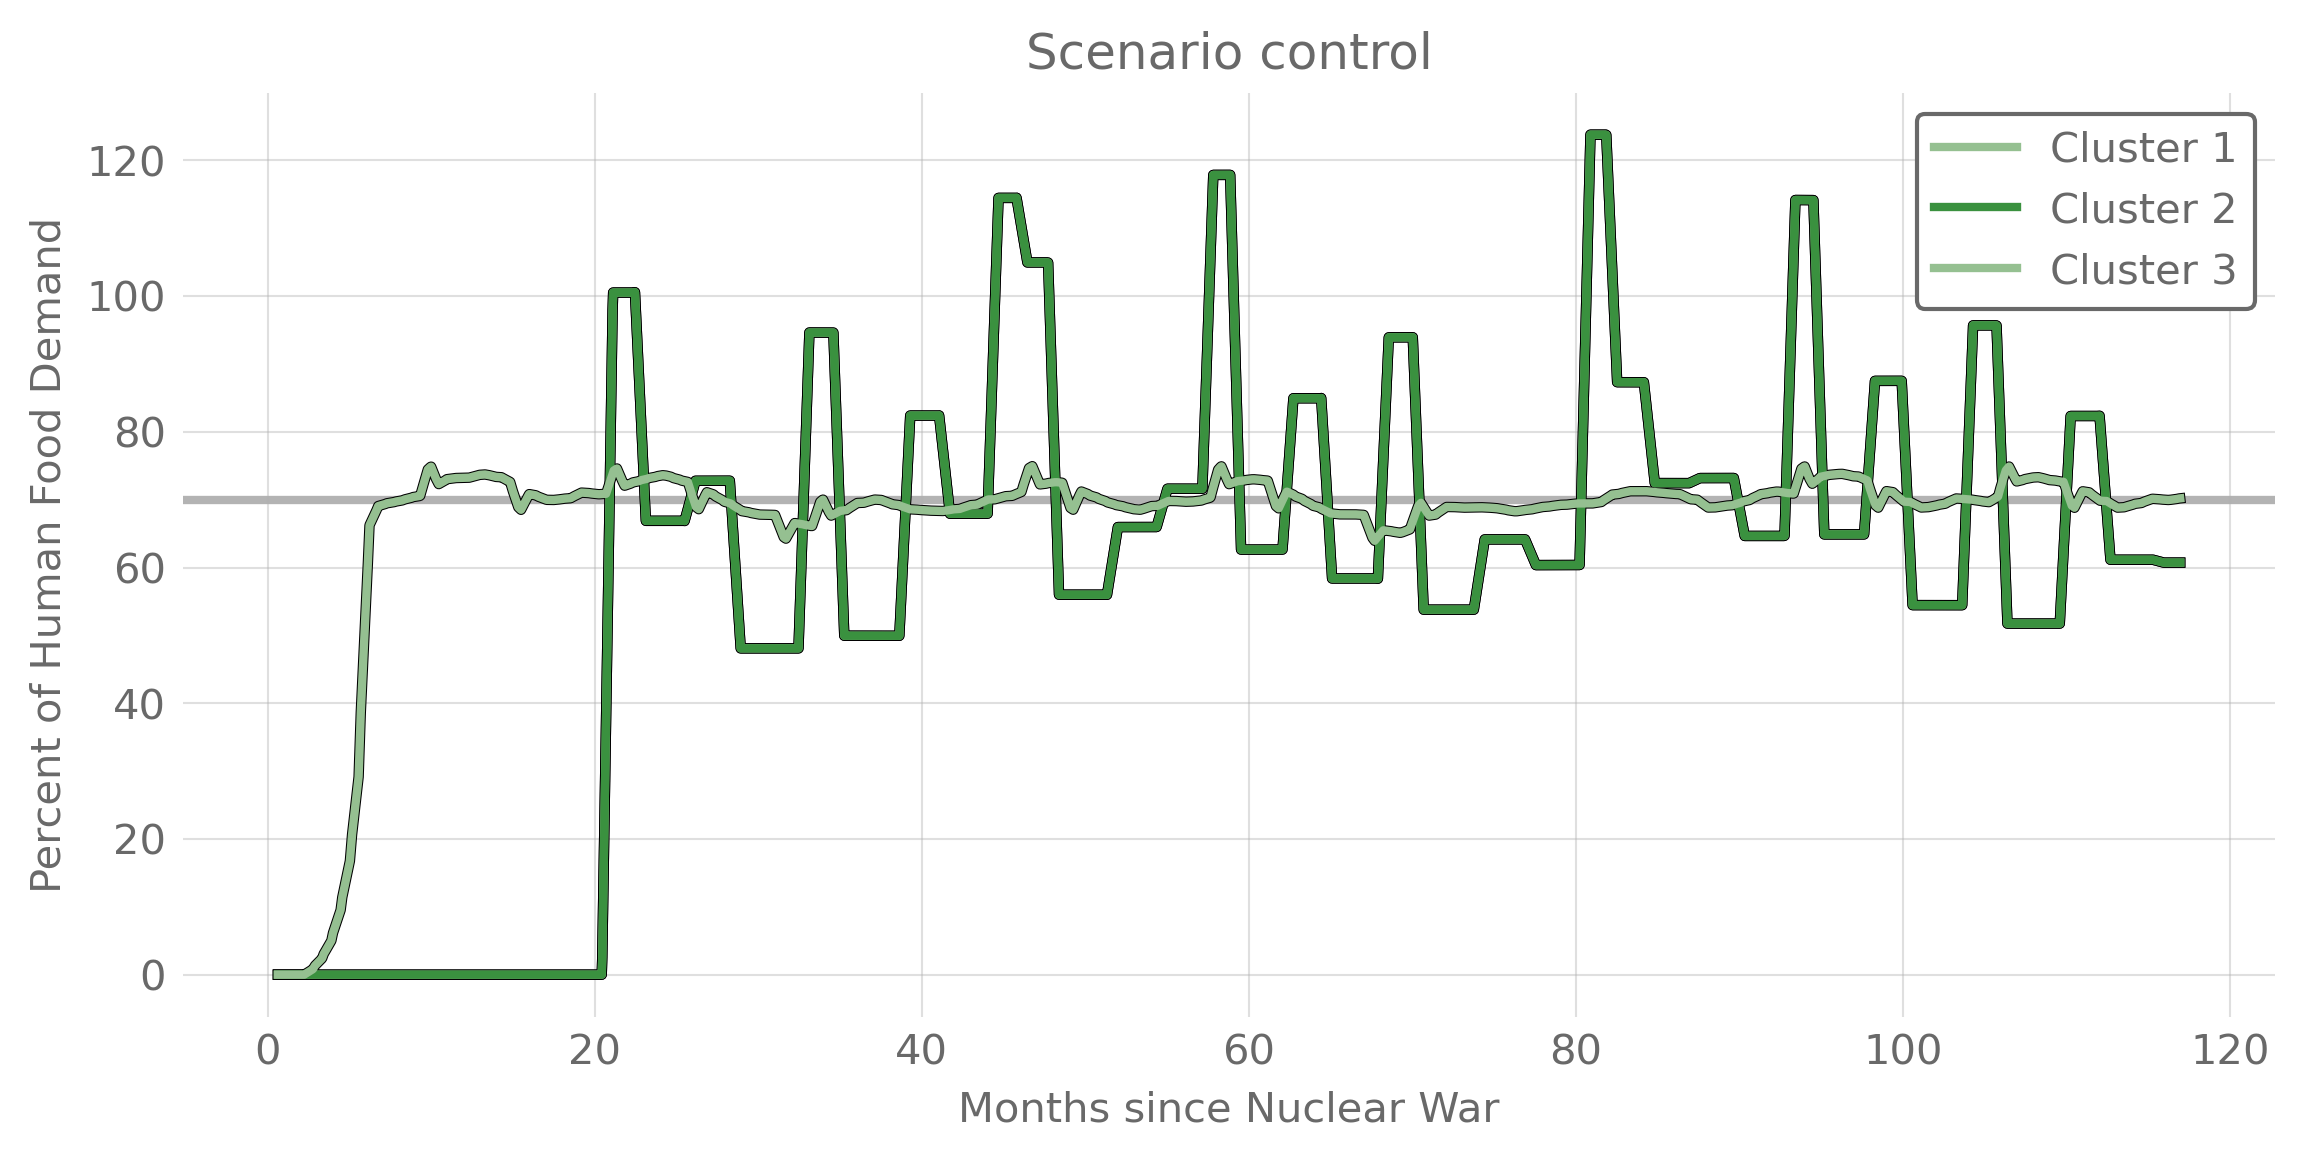 Scenario control
Percent of Human Food Demand
120
100
80
60
40
20
0
Cluster 1
Cluster 2
Cluster 3
0 20 40 60 80 100 120
Months since Nuclear War